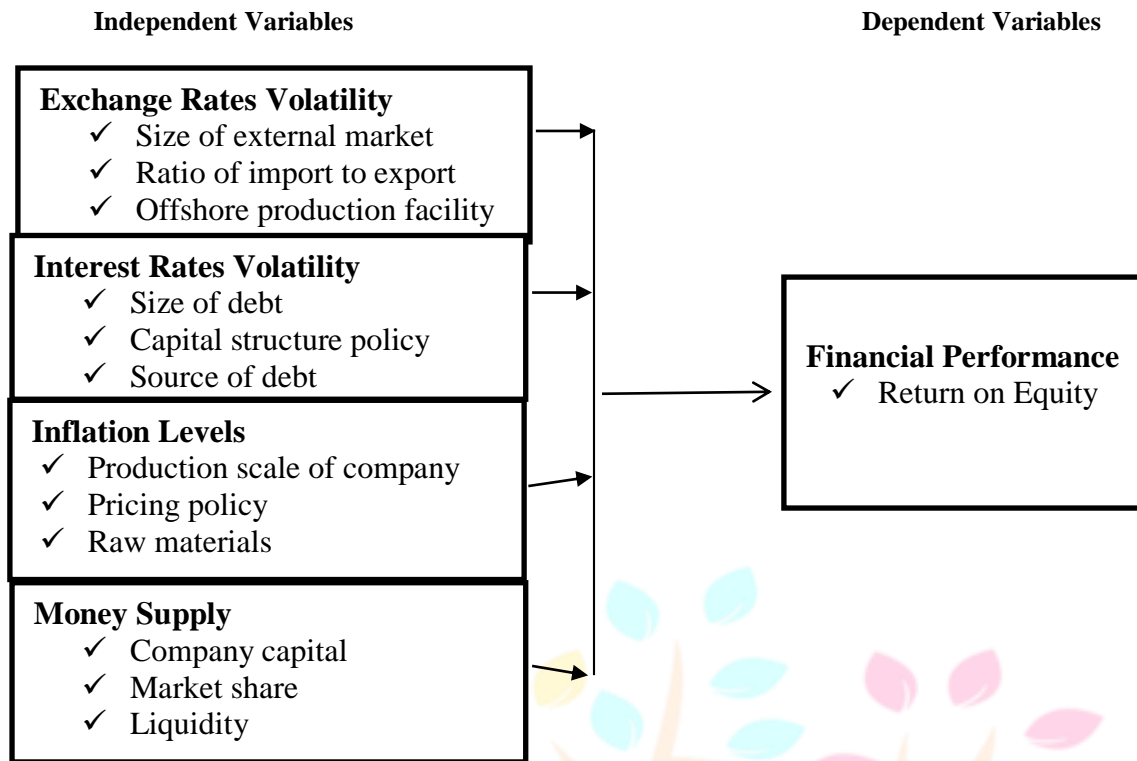 Independent Variables
Dependent Variables
Exchange Rates Volatility
✓ Size of external market
✓ Ratio of import to export
✓ Offshore production facility
Interest Rates Volatility
✓ Size of debt
✓ Capital structure policy
✓ Source of debt
Inflation Levels
✓ Production scale of company
✓ Pricing policy
✓ Raw materials
Money Supply
✓ Company capital
✓ Market share
✓ Liquidity
Financial Performance
✓ Return on Equity